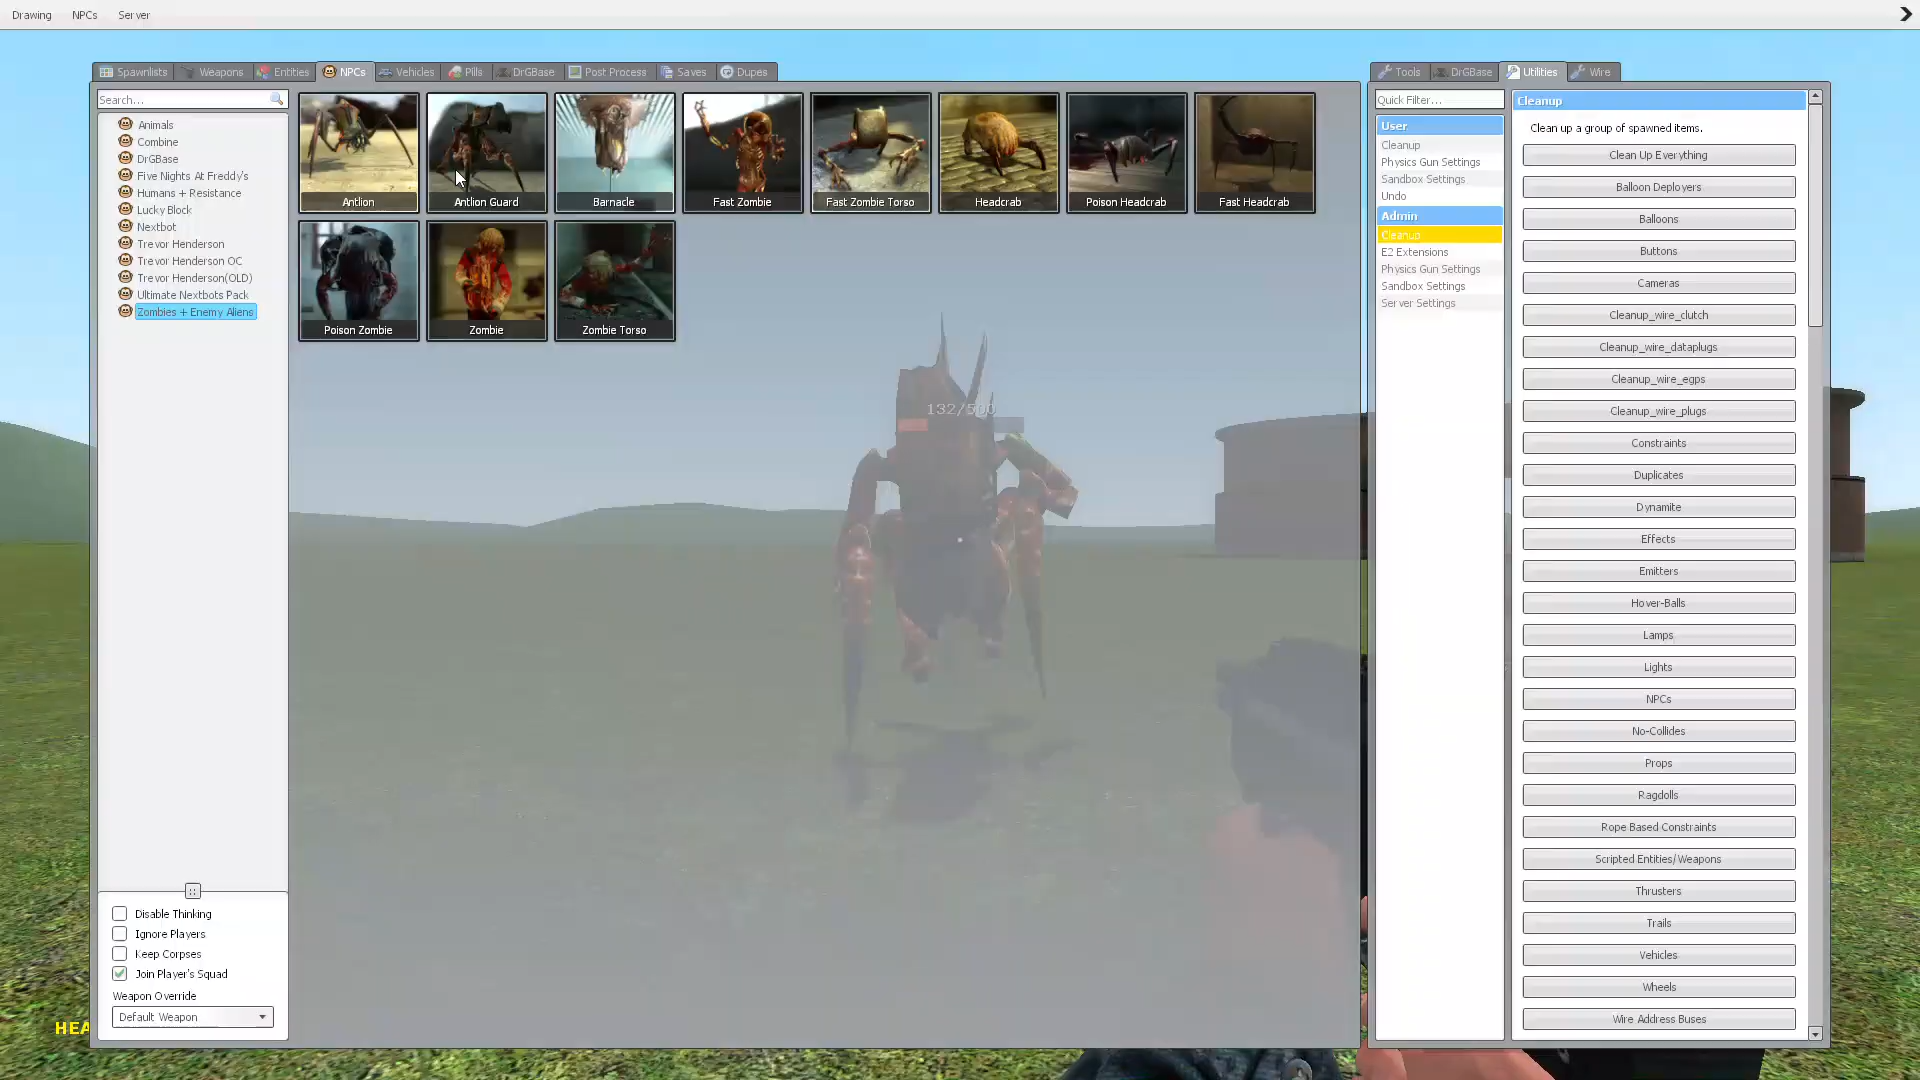 Drawing NPCs Server
Spawnlists Weapons Entities NPCs Vehicles Pills DrGBase Post Process Saves Dupes
Search...
Animals
Combine
DrGBase
Five Nights At Freddy's
Humans + Resistance
Lucky Block
Nextbot
Trevor Henderson
Trevor Henderson OC
Trevor Henderson(OLD)
Ultimate Nextbots Pack
Zombies + Enemy Aliens
Antlion Antlion Guard Barnacle Fast Zombie Fast Zombie Torso Headcrab Poison Headcrab Fast Headcrab
Poison Zombie Zombie Zombie Torso
132/500
Disable Thinking
Ignore Players
Keep Corpses
Join Player's Squad
Weapon Override
Default Weapon
HEA
Tools DrGBase Utilities Wire
Quick Filter...
User
Cleanup
Physics Gun Settings
Sandbox Settings
Undo
Admin
Cleanup
E2 Extensions
Physics Gun Settings
Sandbox Settings
Server Settings
Cleanup
Clean up a group of spawned items.
Clean Up Everything
Balloon Deployers
Balloons
Buttons
Cameras
Cleanup_wire_clutch
Cleanup_wire_dataplugs
Cleanup_wire_egps
Cleanup_wire_plugs
Constraints
Duplicates
Dynamite
Effects
Emitters
Hover-Balls
Lamps
Lights
NPCs
No-Collides
Props
Ragdolls
Rope Based Constraints
Scripted Entities/Weapons
Thrusters
Trails
Vehicles
Wheels
Wire Address Buses